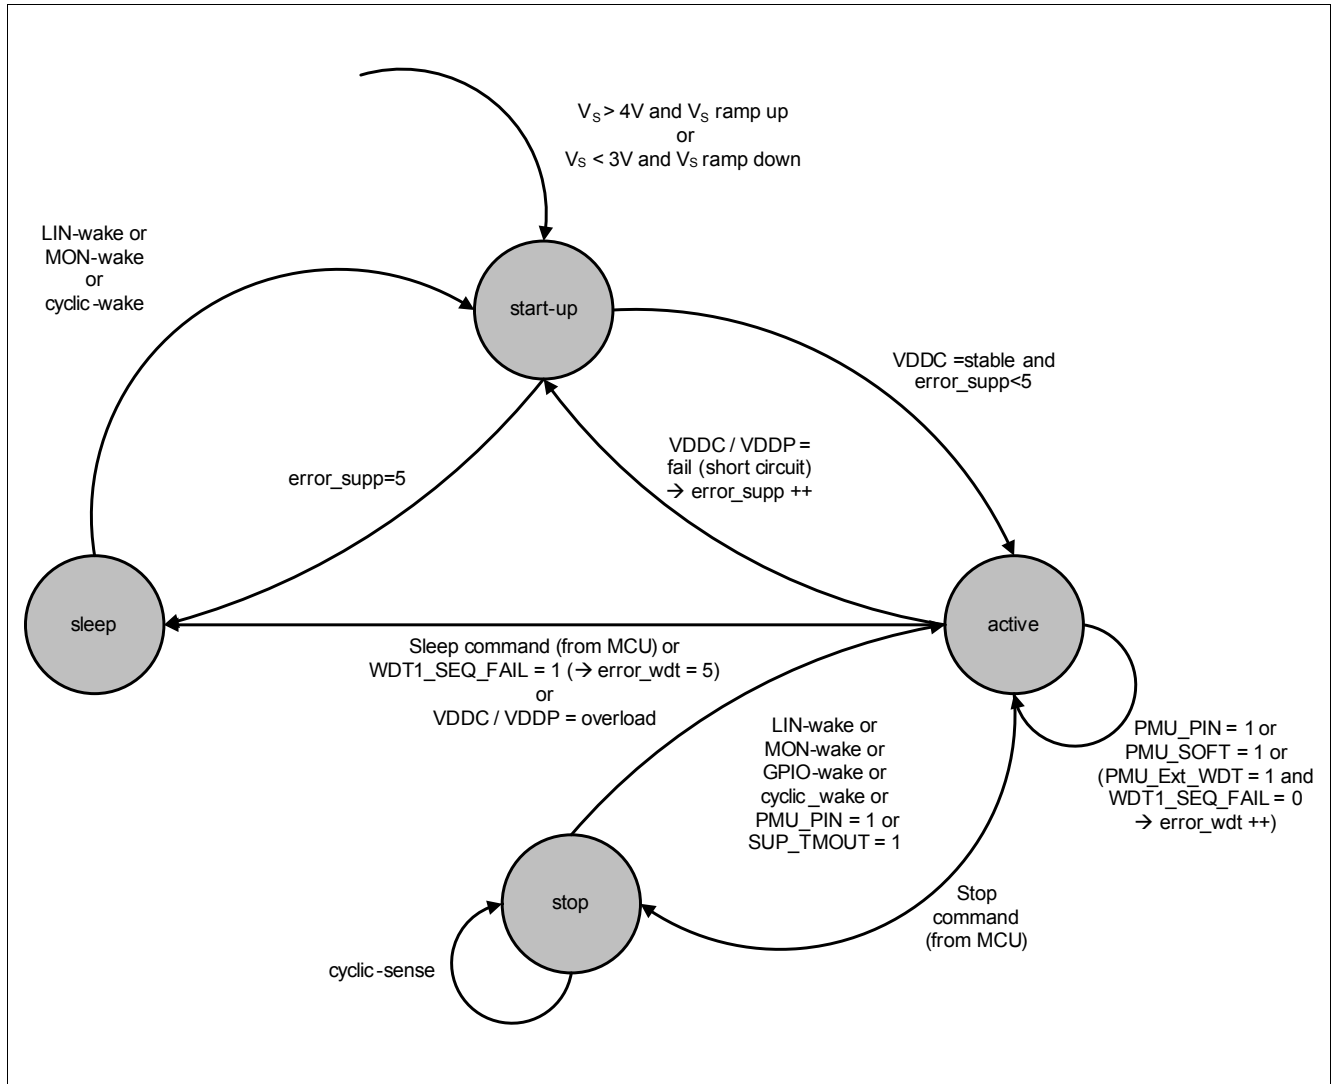 V_S > 4V and V_S ramp up
or
V_S < 3V and V_S ramp down
LIN-wake or
MON-wake
or
cyclic-wake
start-up
VDDC =stable and
error_supp<5
VDDC / VDDP =
fail (short circuit)
→ error_supp ++
error_supp=5
sleep
active
Sleep command (from MCU) or
WDT1_SEQ_FAIL = 1 (→ error_wdt = 5)
or
VDDC / VDDP = overload
LIN-wake or
MON-wake or
GPIO-wake or
cyclic_wake or
PMU_PIN = 1 or
SUP_TMOUT = 1
PMU_PIN = 1 or
PMU_SOFT = 1 or
(PMU_Ext_WDT = 1 and
WDT1_SEQ_FAIL = 0
→ error_wdt ++)
stop
Stop
command
(from MCU)
cyclic-sense